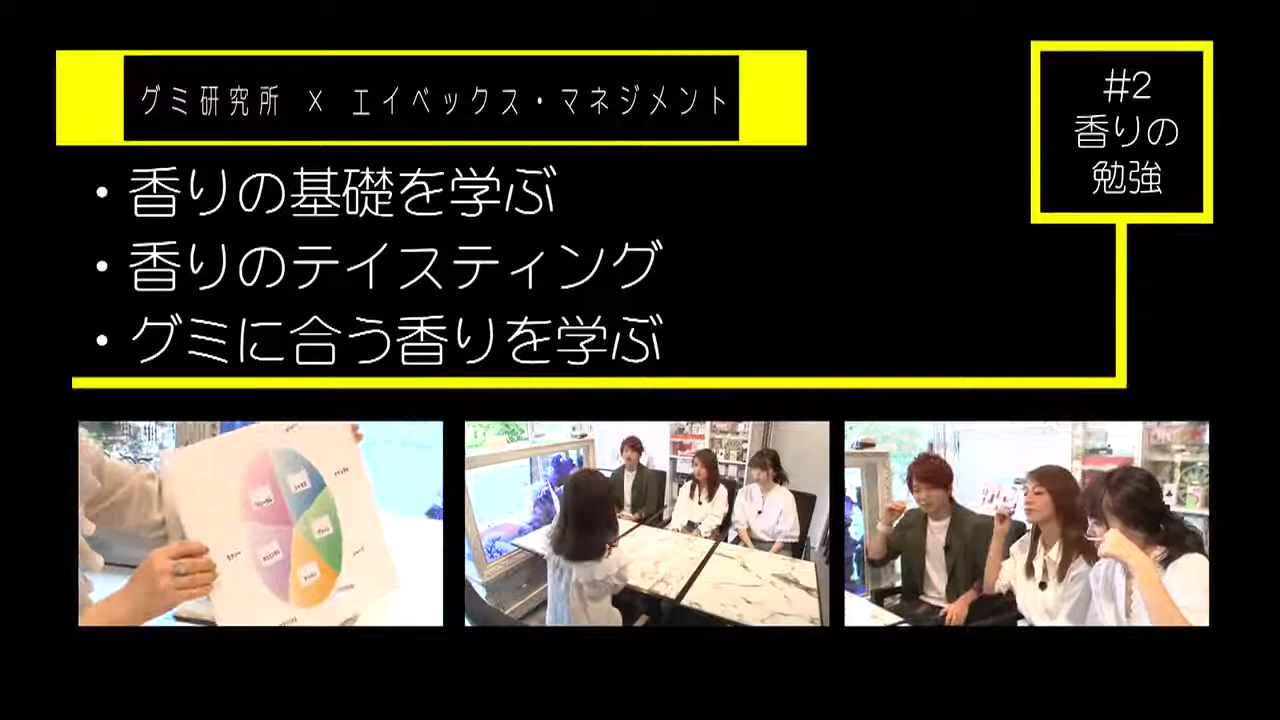 グミ研究所 × エイベックス・マネジメント
#2
香りの
勉強
・香りの基礎を学ぶ
・香りのテイスティング
・グミに合う香りを学ぶ